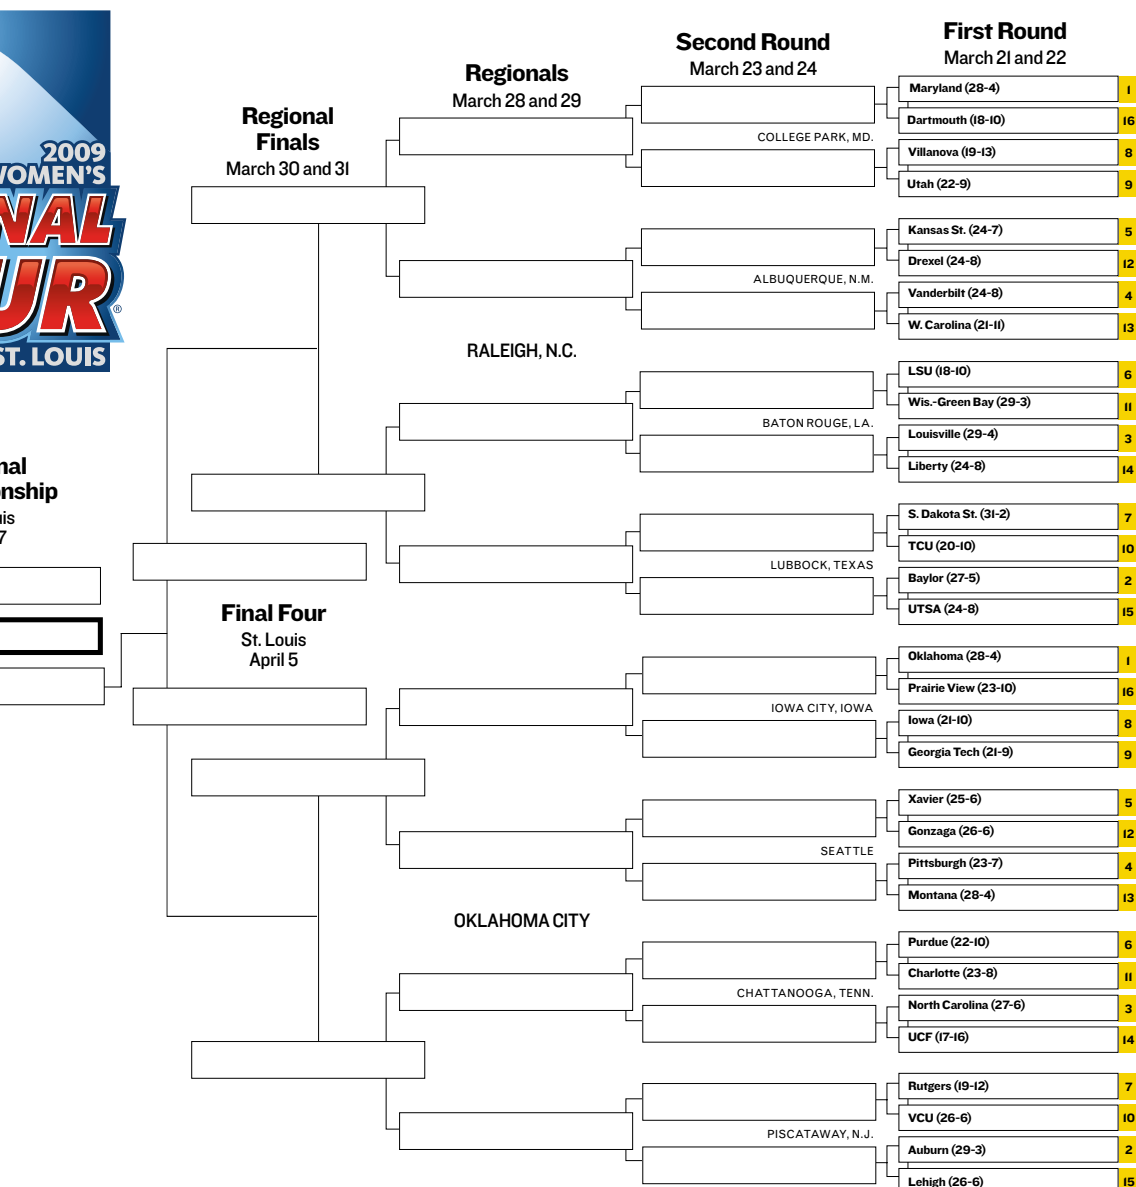 2009
WOMEN'S
ST. LOUIS
®
First Round
March 21 and 22
Second Round
March 23 and 24
Regionals
March 28 and 29
Regional
Finals
March 30 and 31
Maryland (28-4) 1
Dartmouth (18-10) 16
COLLEGE PARK, MD.
Villanova (19-13) 8
Utah (22-9) 9
Kansas St. (24-7) 5
Drexel (24-8) 12
ALBUQUERQUE, N.M.
Vanderbilt (24-8) 4
W. Carolina (21-11) 13
RALEIGH, N.C.
LSU (18-10) 6
Wis.-Green Bay (29-3) 11
BATON ROUGE, LA.
Louisville (29-4) 3
Liberty (24-8) 14
S. Dakota St. (31-2) 7
TCU (20-10) 10
LUBBOCK, TEXAS
Baylor (27-5) 2
UTSA (24-8) 15
Final Four
St. Louis
April 5
Oklahoma (28-4) 1
Prairie View (23-10) 16
IOWA CITY, IOWA
Iowa (21-10) 8
Georgia Tech (21-9) 9
Xavier (25-6) 5
Gonzaga (26-6) 12
SEATTLE
Pittsburgh (23-7) 4
Montana (28-4) 13
OKLAHOMA CITY
Purdue (22-10) 6
Charlotte (23-8) 11
CHATTANOOGA, TENN.
North Carolina (27-6) 3
UCF (17-16) 14
Rutgers (19-12) 7
VCU (26-6) 10
PISCATAWAY, N.J.
Auburn (29-3) 2
Lehigh (26-6) 15